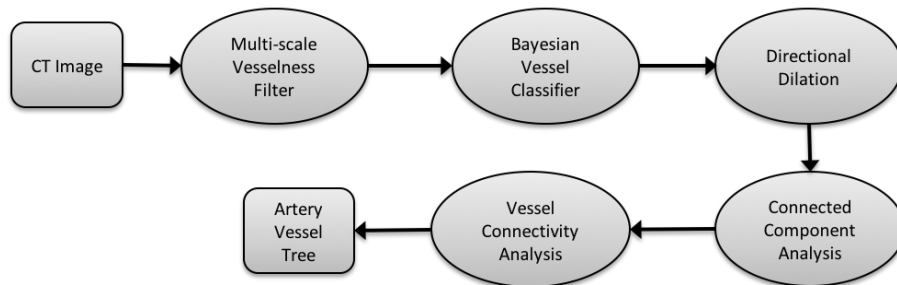 CT Image
Multi-scale
Vesselness
Filter
Bayesian
Vessel
Classifier
Directional
Dilation
Connected
Component
Analysis
Vessel
Connectivity
Analysis
Artery
Vessel
Tree